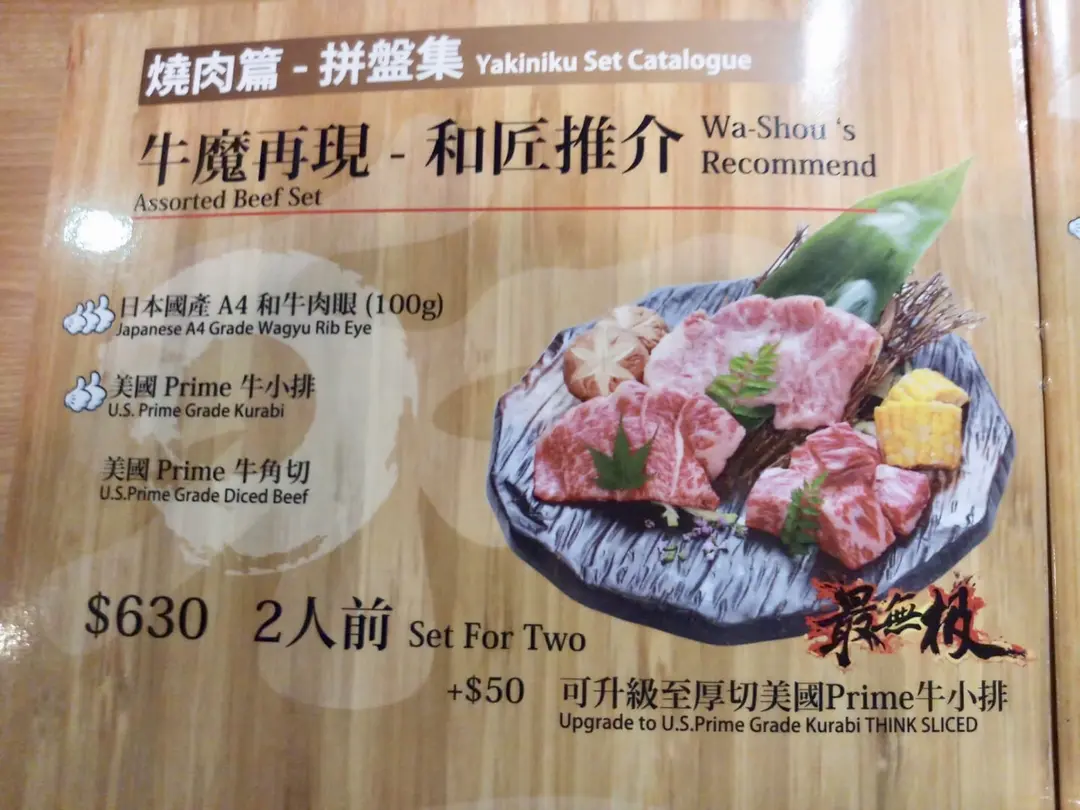 燒肉篇 - 拼盤集 Yakiniku Set Catalogue
牛魔再現 - 和匠推介 Wa-Shou 's Recommend
Assorted Beef Set
日本國產 A4 和牛肉眼 (100g)
Japanese A4 Grade Wagyu Rib Eye
美國 Prime 牛小排
U.S. Prime Grade Kurabi
美國 Prime 牛角切
U.S.Prime Grade Diced Beef
$630 2人前 Set For Two
最無极
+$50 可升級至厚切美國Prime牛小排
Upgrade to U.S.Prime Grade Kurabi THINK SLICED